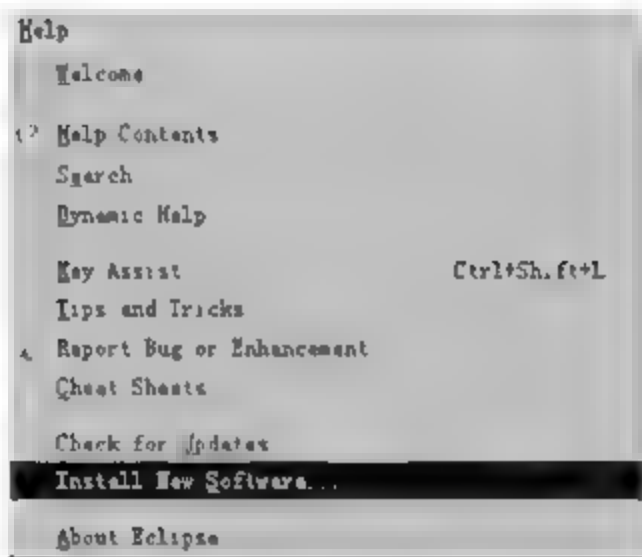 Help
Welcome
Help Contents
Search
Dynamic Help
Key Assist Ctrl+Shift+L
Tips and Tricks
Report Bug or Enhancement
Cheat Sheets
Check for Updates
Install New Software...
About Eclipse